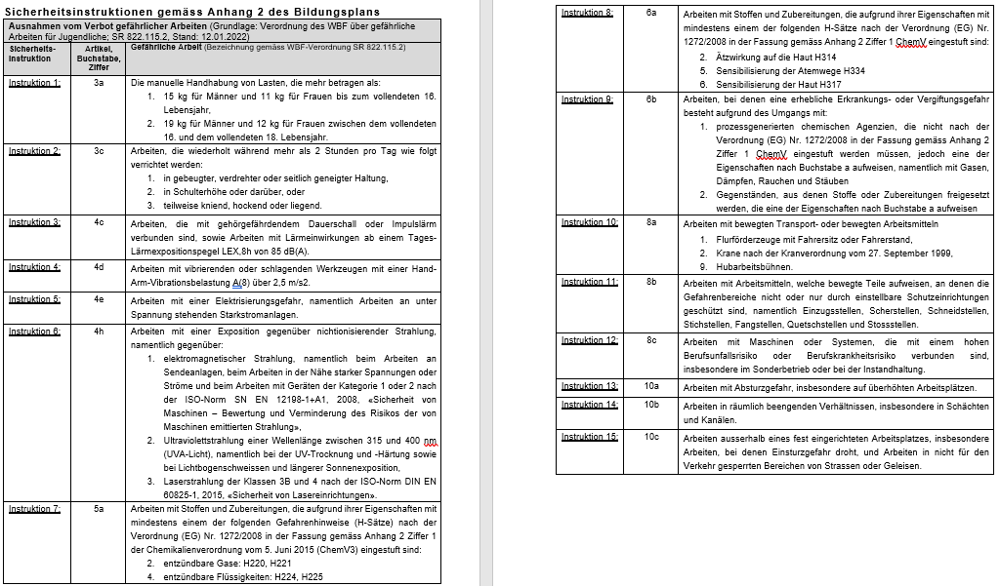 Sicherheitsinstruktionen gemäss Anhang 2 des Bildungsplans
Ausnahmen vom Verbot gefährlicher Arbeiten (Grundlage: Verordnung des WBF über gefährliche
Arbeiten für Jugendliche; SR 822.115.2, Stand: 12.01.2022)
Sicherheits-
Instruktion
Artikel,
Buchstabe,
Ziffer
Gefährliche Arbeit (Bezeichnung gemäss WBF-Verordnung SR 822.115.2)
Instruktion 1:
3a
Die manuelle Handhabung von Lasten, die mehr betragen als:
1. 15 kg für Männer und 11 kg für Frauen bis zum vollendeten 16.
Lebensjahr,
2. 19 kg für Männer und 12 kg für Frauen zwischen dem vollendeten
16. und dem vollendeten 18. Lebensjahr.
Instruktion 2:
3c
Arbeiten, die wiederholt während mehr als 2 Stunden pro Tag wie folgt
verrichtet werden:
1. in gebeugter, verdrehter oder seitlich geneigter Haltung,
2. in Schulterhöhe oder darüber, oder
3. teilweise kniend, hockend oder liegend.
Instruktion 3:
4c
Arbeiten, die mit gehörgefährdendem Dauerschall oder Impulslärm
verbunden sind, sowie Arbeiten mit Lärmeinwirkungen ab einem Tages-
Lärmexpositionspegel LEX,8h von 85 dB(A).
Instruktion 4:
4d
Arbeiten mit vibrierenden oder schlagenden Werkzeugen mit einer Hand-
Arm-Vibrationsbelastung A(8) über 2,5 m/s2.
Instruktion 5:
4e
Arbeiten mit einer Elektrisierungsgefahr, namentlich Arbeiten an unter
Spannung stehenden Starkstromanlagen.
Instruktion 6:
4h
Arbeiten mit einer Exposition gegenüber nichtionisierender Strahlung,
namentlich gegenüber:
1. elektromagnetischer Strahlung, namentlich beim Arbeiten an
Sendeanlagen, beim Arbeiten in der Nähe starker Spannungen oder
Ströme und beim Arbeiten mit Geräten der Kategorie 1 oder 2 nach
der ISO-Norm SN EN 12198-1+A1, 2008, «Sicherheit von
Maschinen – Bewertung und Verminderung des Risikos der von
Maschinen emittierten Strahlung»,
2. Ultraviolettstrahlung einer Wellenlänge zwischen 315 und 400 nm
(UVA-Licht), namentlich bei der UV-Trocknung und -Härtung sowie
bei Lichtbogenschweissen und längerer Sonnenexposition,
3. Laserstrahlung der Klassen 3B und 4 nach der ISO-Norm DIN EN
60825-1, 2015, «Sicherheit von Lasereinrichtungen».
Instruktion 7:
5a
Arbeiten mit Stoffen und Zubereitungen, die aufgrund ihrer Eigenschaften mit
mindestens einem der folgenden Gefahrenhinweise (H-Sätze) nach der
Verordnung (EG) Nr. 1272/2008 in der Fassung gemäss Anhang 2 Ziffer 1
der Chemikalienverordnung vom 5. Juni 2015 (ChemV3) eingestuft sind:
2. entzündbare Gase: H220, H221
4. entzündbare Flüssigkeiten: H224, H225
Instruktion 8:
6a
Arbeiten mit Stoffen und Zubereitungen, die aufgrund ihrer Eigenschaften mit
mindestens einem der folgenden H-Sätze nach der Verordnung (EG) Nr.
1272/2008 in der Fassung gemäss Anhang 2 Ziffer 1 ChemV eingestuft sind:
2. Ätzwirkung auf die Haut H314
5. Sensibilisierung der Atemwege H334
6. Sensibilisierung der Haut H317
Instruktion 9:
6b
Arbeiten, bei denen eine erhebliche Erkrankungs- oder Vergiftungsgefahr
besteht aufgrund des Umgangs mit:
1. prozessgenerierten chemischen Agenzien, die nicht nach der
Verordnung (EG) Nr. 1272/2008 in der Fassung gemäss Anhang 2
Ziffer 1 ChemV eingestuft werden müssen, jedoch eine der
Eigenschaften nach Buchstabe a aufweisen, namentlich mit Gasen,
Dämpfen, Rauchen und Stäuben
2. Gegenständen, aus denen Stoffe oder Zubereitungen freigesetzt
werden, die eine der Eigenschaften nach Buchstabe a aufweisen
Instruktion 10:
8a
Arbeiten mit bewegten Transport- oder bewegten Arbeitsmitteln
1. Flurförderzeuge mit Fahrersitz oder Fahrerstand,
2. Krane nach der Kranverordnung vom 27. September 1999,
9. Hubarbeitsbühnen.
Instruktion 11:
8b
Arbeiten mit Arbeitsmitteln, welche bewegte Teile aufweisen, an denen die
Gefahrenbereiche nicht oder nur durch einstellbare Schutzeinrichtungen
geschützt sind, namentlich Einzugsstellen, Scherstellen, Schneidstellen,
Stichstellen, Fangstellen, Quetschstellen und Stossstellen.
Instruktion 12:
8c
Arbeiten mit Maschinen oder Systemen, die mit einem hohen
Berufsunfallsrisiko oder Berufskrankheitsrisiko verbunden sind,
insbesondere im Sonderbetrieb oder bei der Instandhaltung.
Instruktion 13:
10a
Arbeiten mit Absturzgefahr, insbesondere auf überhöhten Arbeitsplätzen.
Instruktion 14:
10b
Arbeiten in räumlich beengenden Verhältnissen, insbesondere in Schächten
und Kanälen.
Instruktion 15:
10c
Arbeiten ausserhalb eines fest eingerichteten Arbeitsplatzes, insbesondere
Arbeiten, bei denen Einsturzgefahr droht, und Arbeiten in nicht für den
Verkehr gesperrten Bereichen von Strassen oder Geleisen.